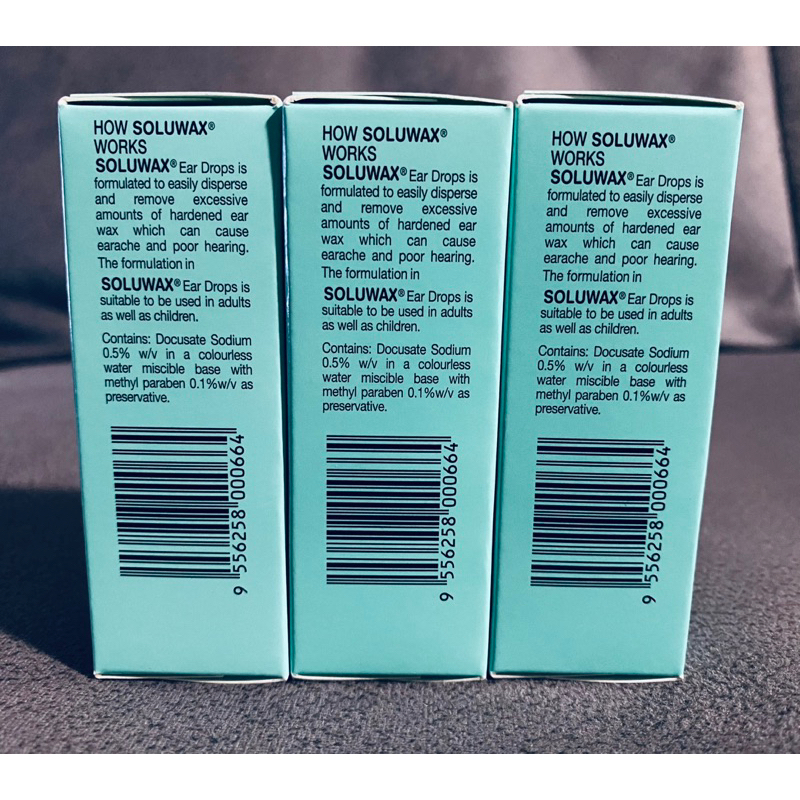 HOW SOLUWAX®
WORKS
SOLUWAX® Ear Drops is
formulated to easily disperse
and remove excessive
amounts of hardened ear
wax which can cause
earache and poor hearing.
The formulation in
SOLUWAX® Ear Drops is
suitable to be used in adults
as well as children.
Contains: Docusate Sodium
0.5% w/v in a colourless
water miscible base with
methyl paraben 0.1%w/v as
preservative.
9 556258 000664
HOW SOLUWAX®
WORKS
SOLUWAX® Ear Drops is
formulated to easily disperse
and remove excessive
amounts of hardened ear
wax which can cause
earache and poor hearing.
The formulation in
SOLUWAX® Ear Drops is
suitable to be used in adults
as well as children.
Contains: Docusate Sodium
0.5% w/v in a colourless
water miscible base with
methyl paraben 0.1%w/v as
preservative.
9 556258 000664
HOW SOLUWAX®
WORKS
SOLUWAX® Ear Drops is
formulated to easily disperse
and remove excessive
amounts of hardened ear
wax which can cause
earache and poor hearing.
The formulation in
SOLUWAX® Ear Drops is
suitable to be used in adults
as well as children.
Contains: Docusate Sodium
0.5% w/v in a colourless
water miscible base with
methyl paraben 0.1%w/v as
preservative.
9 556258 000664